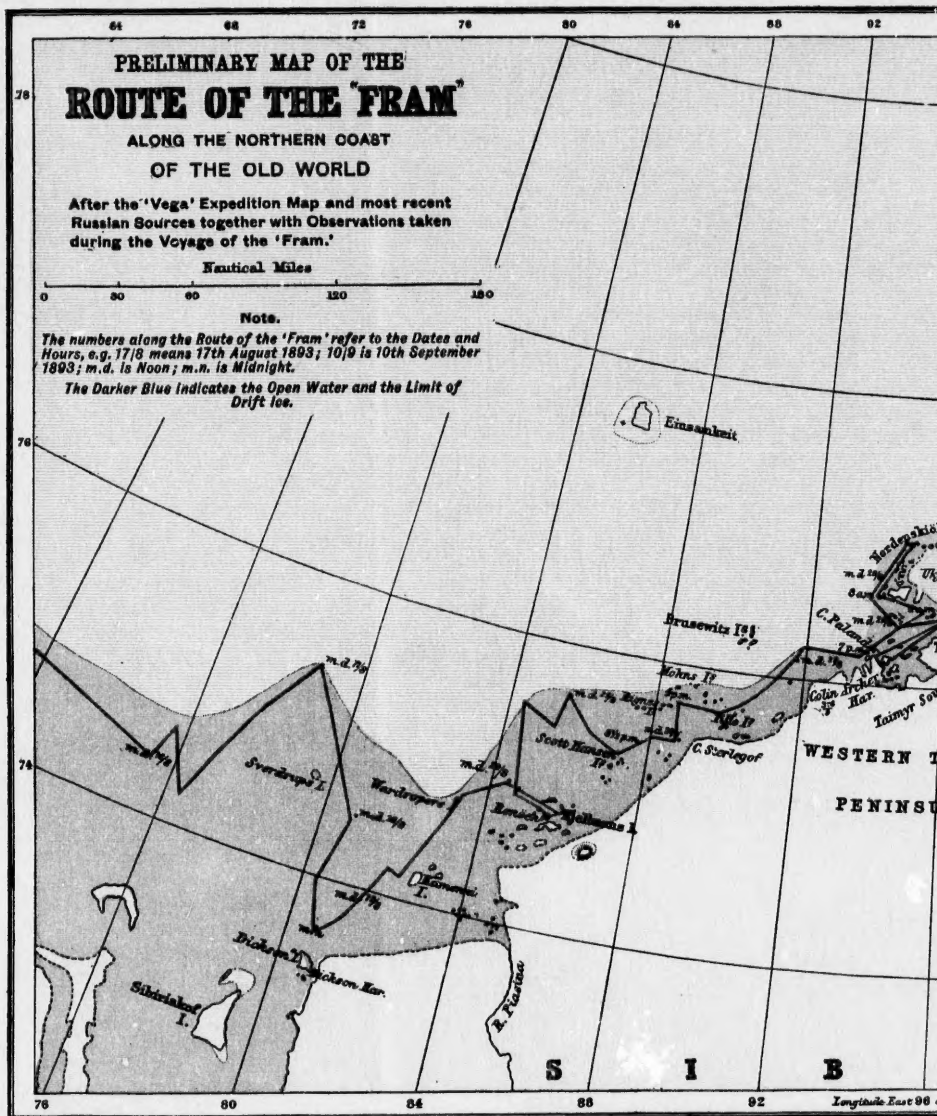 64 68 72 76 80 84 88 92
PRELIMINARY MAP OF THE
ROUTE OF THE "FRAM"
ALONG THE NORTHERN COAST
OF THE OLD WORLD
After the 'Vega' Expedition Map and most recent
Russian Sources together with Observations taken
during the Voyage of the 'Fram.'
Nautical Miles
0 30 60 120 180
Note.
The numbers along the Route of the 'Fram' refer to the Dates and
Hours, e.g. 17/8 means 17th August 1893; 10/9 is 10th September
1893; m.d. is Noon; m.n. is Midnight.
The Darker Blue indicates the Open Water and the Limit of
Drift Ice.
78
76
74
Einsamkeit
Nordenskiöl
m.d.
8 am
m.d.
C. Palander
Brusewitz Is
?
Mohns Is
m.d.
Colin Archer
Har.
Taimyr
C. Sterlegof
m.d.
Scott Hansen
m.d.
m.d.
WESTERN T
PENINSU
Sverdrups I.
m.d.
Wardropers
m.d.
m.d.
Kjellmans I.
Kamenni
I.
m.d.
m.n.
Dickson I.
Dickson Har.
Sibiriakof
I.
R. Piasina
S I B
76 80 84 88 92
Longitude East 96